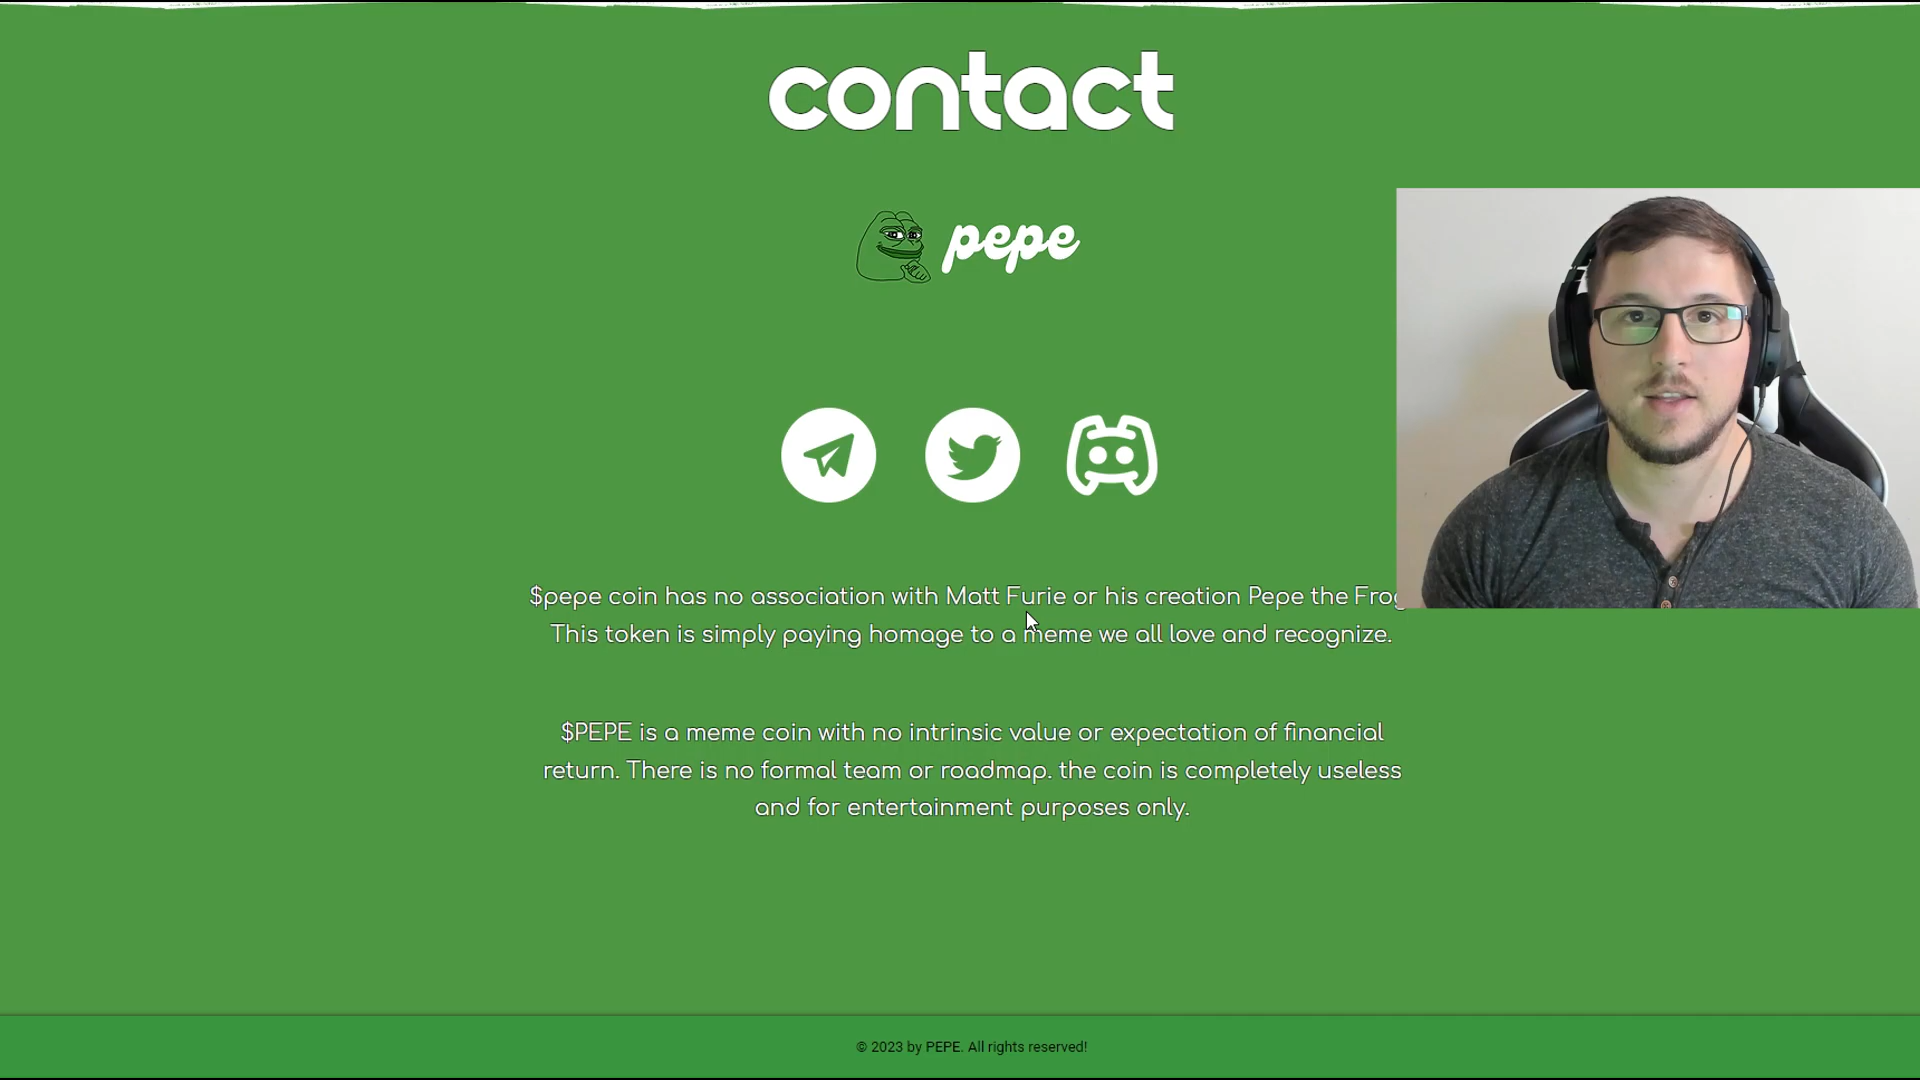 contact
pepe
$pepe coin has no association with Matt Furie or his creation Pepe the Frog
This token is simply paying homage to a meme we all love and recognize.
$PEPE is a meme coin with no intrinsic value or expectation of financial
return. There is no formal team or roadmap. the coin is completely useless
and for entertainment purposes only.
© 2023 by PEPE. All rights reserved!